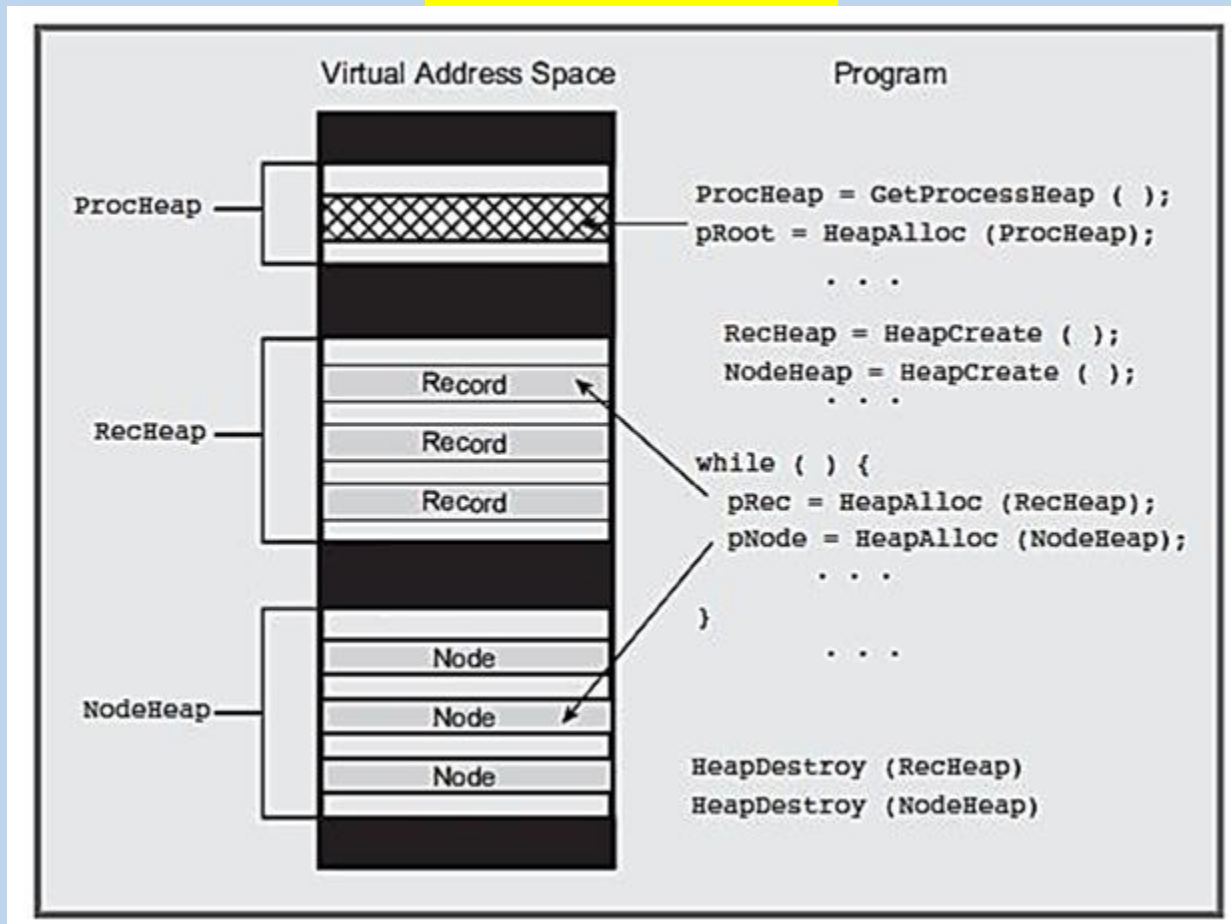 Virtual Address Space
Program
ProcHeap
RecHeap
Record
Record
Record
NodeHeap
Node
Node
Node
ProcHeap = GetProcessHeap ( );
pRoot = HeapAlloc (ProcHeap);
. . .
RecHeap = HeapCreate ( );
NodeHeap = HeapCreate ( );
. . .
while ( ) {
pRec = HeapAlloc (RecHeap);
pNode = HeapAlloc (NodeHeap);
. . .
}
. . .
HeapDestroy (RecHeap)
HeapDestroy (NodeHeap)